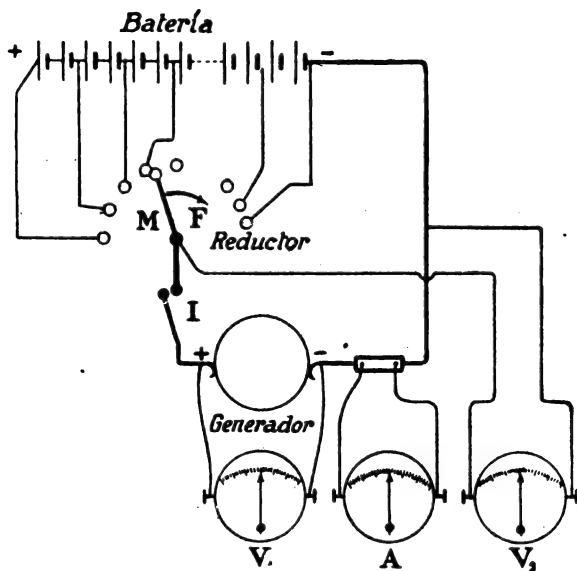 Batería
+ -
M F
Reductor
I
+ -
Generador
V. A V₂